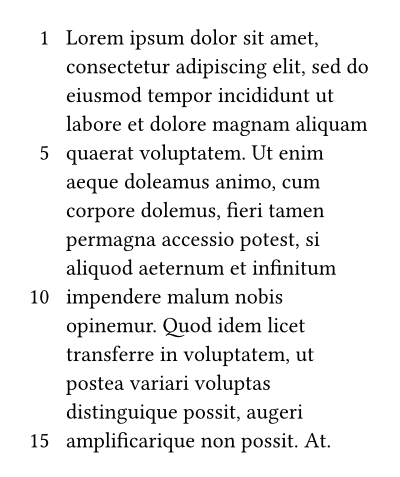 1 Lorem ipsum dolor sit amet,
consectetur adipiscing elit, sed do
eiusmod tempor incididunt ut
labore et dolore magnam aliquam
5 quaerat voluptatem. Ut enim
aeque doleamus animo, cum
corpore dolemus, fieri tamen
permagna accessio potest, si
aliquod aeternum et infinitum
10 impendere malum nobis
opinemur. Quod idem licet
transferre in voluptatem, ut
postea variari voluptas
distinguique possit, augeri
15 amplificarique non possit. At.